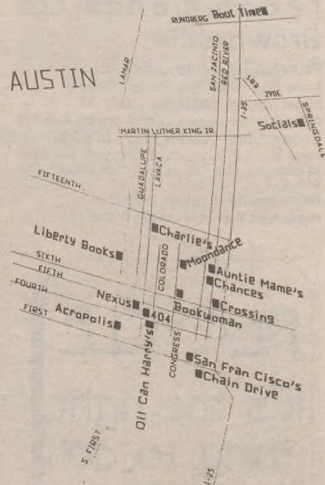 RUNDBERG Bout Time
AUSTIN
LAMAR
SAN JACINTO
RED RIVER
I-35
183
290E
SPRINGDALE
Socials
MARTIN LUTHER KING JR
GUADALUPE
LAVACA
FIFTEENTH
Charlie's
Moondance
COLORADO
Liberty Books
Auntie Mame's
Chances
SIXTH
FIFTH
FOURTH
FIRST
Nexus
404
Bookwoman
Crossing
Acropolis
Oil Can Harry's
CONGRESS
San Fran Cisco's
Chain Drive
S. FIRST
I-35